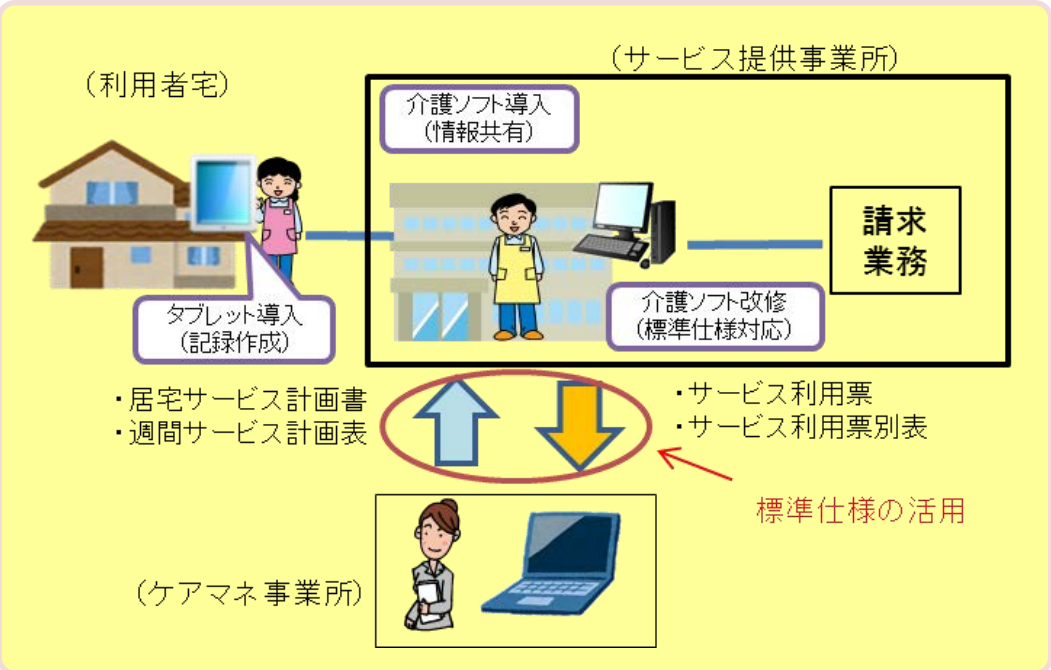 (サービス提供事業所)
(利用者宅)
介護ソフト導入
(情報共有)
請求
業務
タブレット導入
(記録作成)
介護ソフト改修
(標準仕様対応)
・居宅サービス計画書
・週間サービス計画表
・サービス利用票
・サービス利用票別表
標準仕様の活用
(ケアマネ事業所)